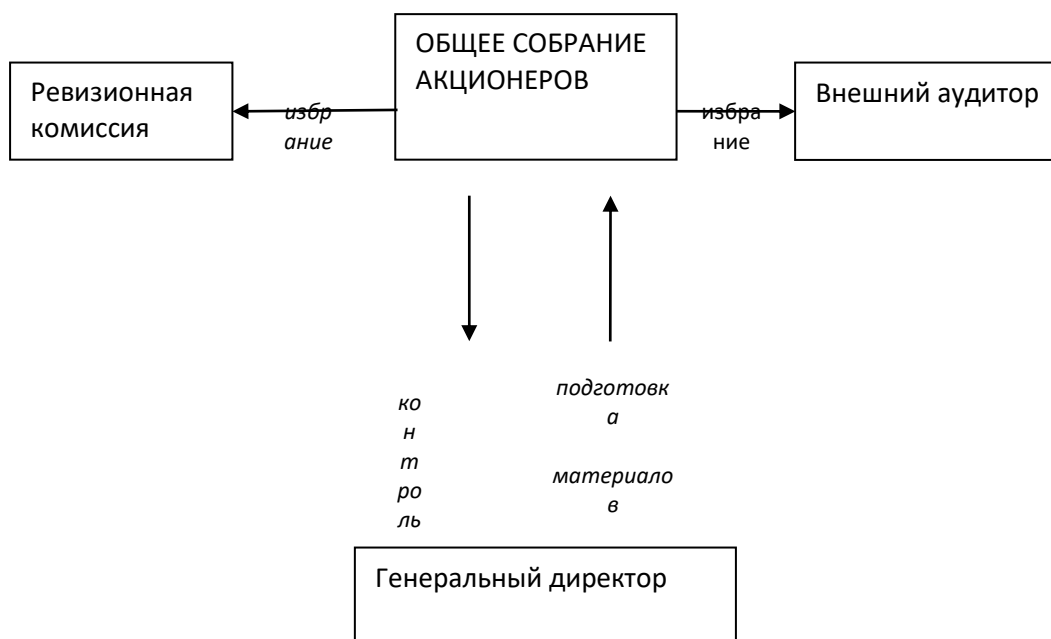 ОБЩЕЕ СОБРАНИЕ
АКЦИОНЕРОВ
Ревизионная
комиссия
избр
ание
избра
ние
Внешний аудитор
ко
н
т
ро
ль
подготовк
а
материало
в
Генеральный директор